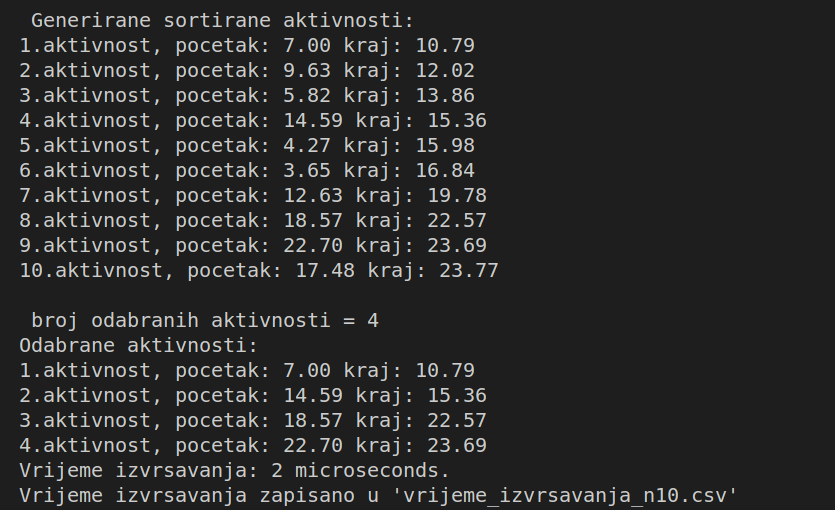 Generirane sortirane aktivnosti:
1.aktivnost, pocetak: 7.00 kraj: 10.79
2.aktivnost, pocetak: 9.63 kraj: 12.02
3.aktivnost, pocetak: 5.82 kraj: 13.86
4.aktivnost, pocetak: 14.59 kraj: 15.36
5.aktivnost, pocetak: 4.27 kraj: 15.98
6.aktivnost, pocetak: 3.65 kraj: 16.84
7.aktivnost, pocetak: 12.63 kraj: 19.78
8.aktivnost, pocetak: 18.57 kraj: 22.57
9.aktivnost, pocetak: 22.70 kraj: 23.69
10.aktivnost, pocetak: 17.48 kraj: 23.77
broj odabranih aktivnosti = 4
Odabrane aktivnosti:
1.aktivnost, pocetak: 7.00 kraj: 10.79
2.aktivnost, pocetak: 14.59 kraj: 15.36
3.aktivnost, pocetak: 18.57 kraj: 22.57
4.aktivnost, pocetak: 22.70 kraj: 23.69
Vrijeme izvrsavanja: 2 microseconds.
Vrijeme izvrsavanja zapisano u 'vrijeme_izvrsavanja_n10.csv'